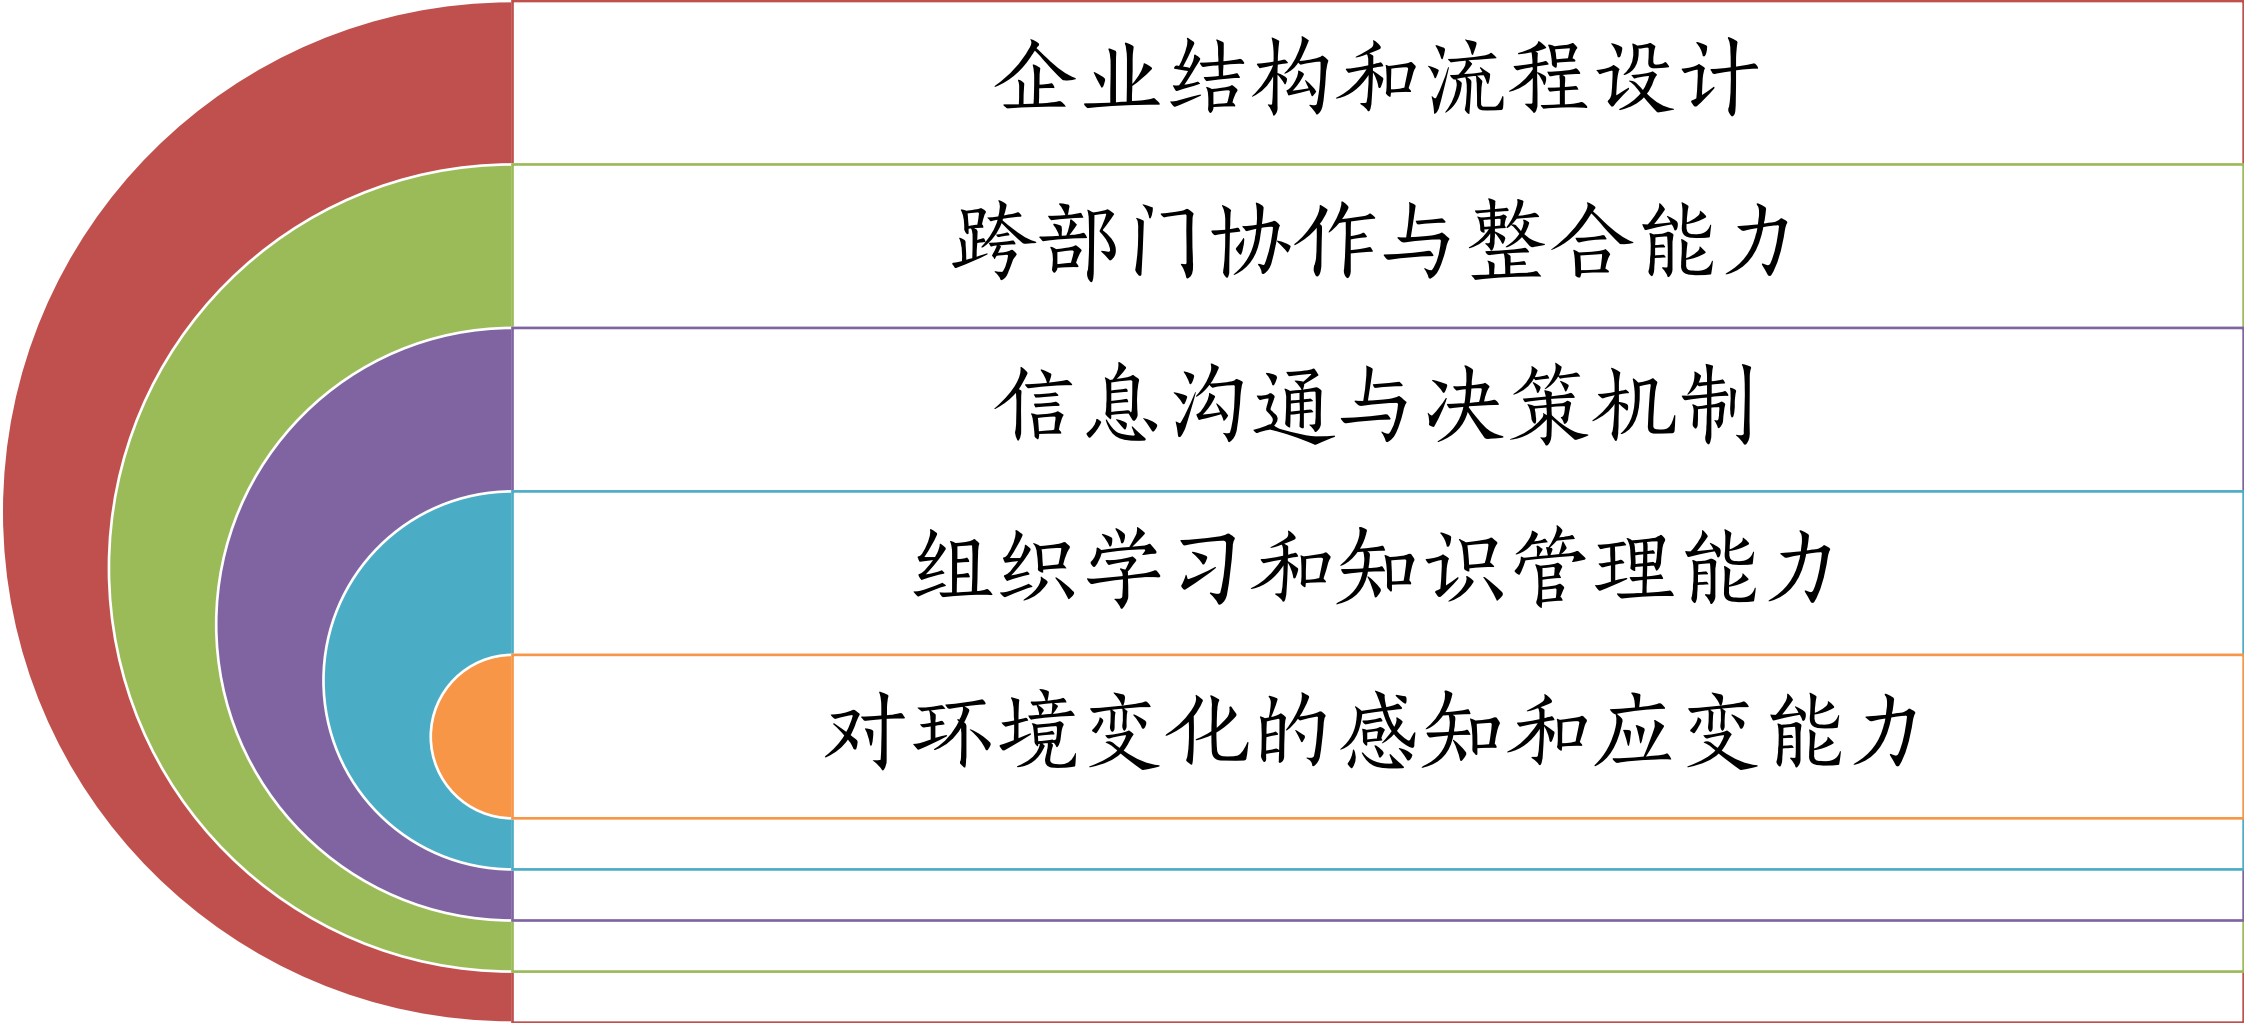 企业结构和流程设计
跨部门协作与整合能力
信息沟通与决策机制
组织学习和知识管理能力
对环境变化的感知和应变能力